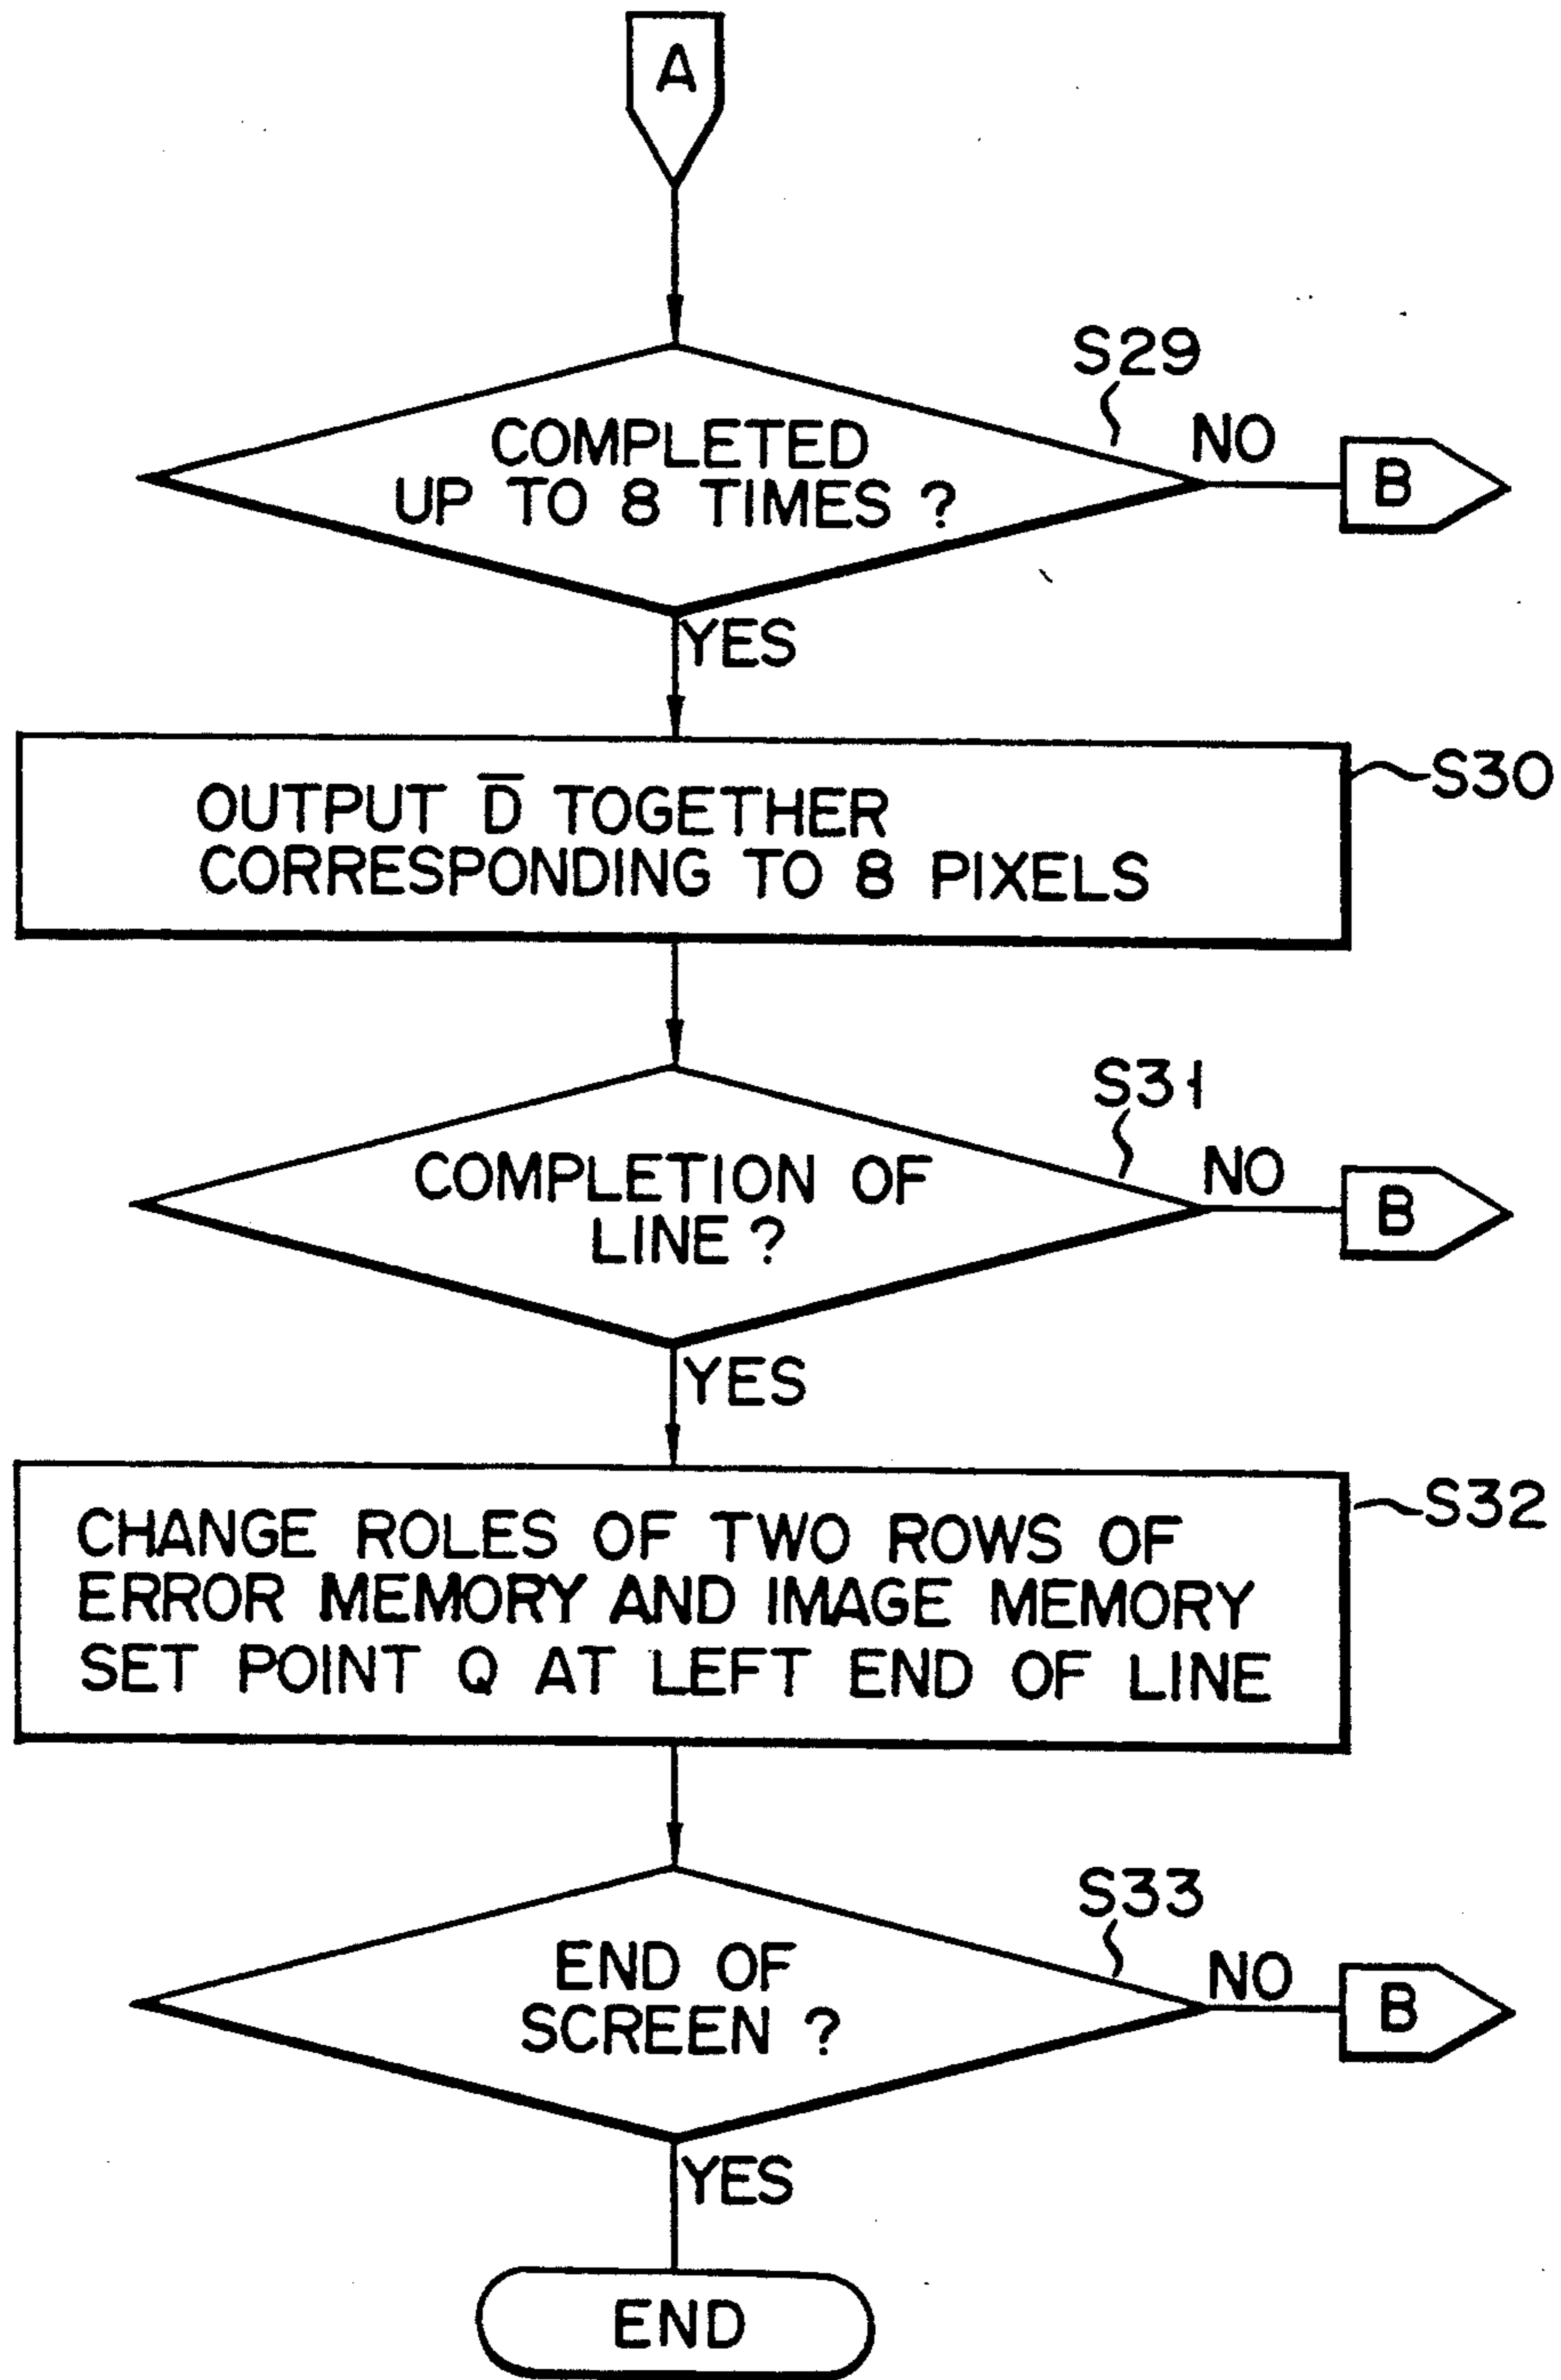 A
S29
COMPLETED
UP TO 8 TIMES ?
NO
B
YES
S30
OUTPUT D̅ TOGETHER
CORRESPONDING TO 8 PIXELS
S31
COMPLETION OF
LINE ?
NO
B
YES
S32
CHANGE ROLES OF TWO ROWS OF
ERROR MEMORY AND IMAGE MEMORY
SET POINT Q AT LEFT END OF LINE
S33
END OF
SCREEN ?
NO
B
YES
END